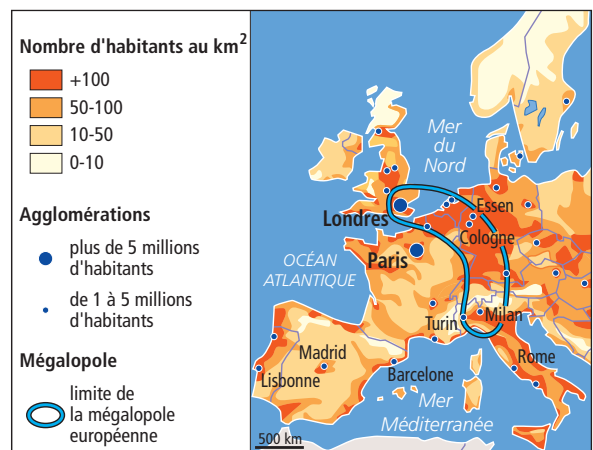 Nombre d'habitants au km²
+100
50-100
10-50
0-10
Agglomérations
plus de 5 millions
d'habitants
de 1 à 5 millions
d'habitants
Mégalopole
limite de
la mégalopole
européenne
Mer
du
Nord
Londres
Essen
Cologne
OCÉAN
ATLANTIQUE
Paris
Turin
Milan
Madrid
Lisbonne
Barcelone
Rome
Mer
Méditerranée
500 km